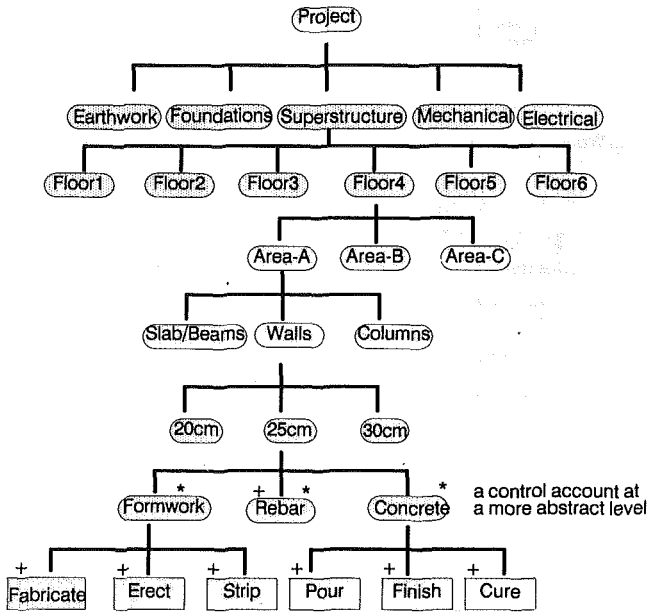 Project
Earthwork Foundations Superstructure Mechanical Electrical
Floor1 Floor2 Floor3 Floor4 Floor5 Floor6
Area-A Area-B Area-C
Slab/Beams Walls Columns
20cm 25cm 30cm
Formwork * + Rebar * Concrete * a control account at
a more abstract level
+ Fabricate + Erect + Strip + Pour + Finish + Cure